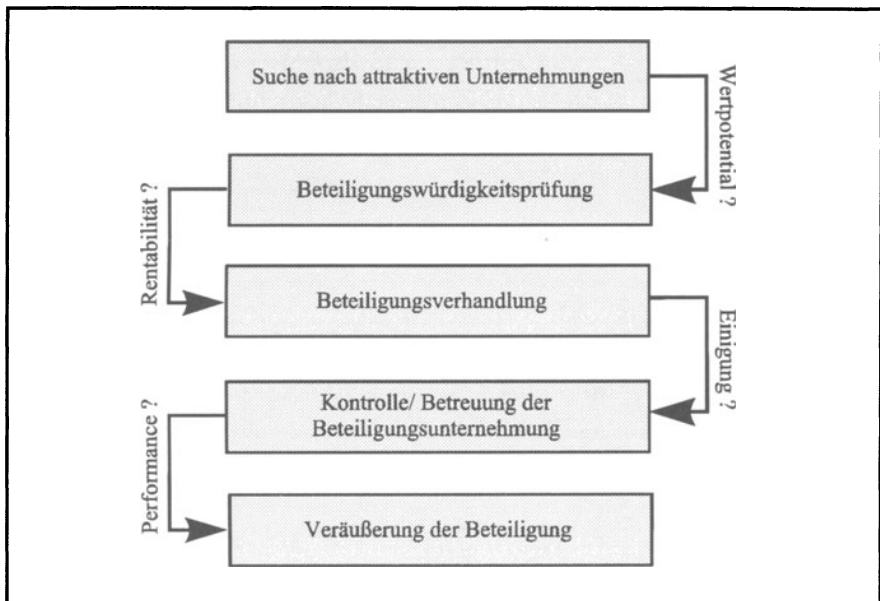 Suche nach attraktiven Unternehmungen
Wertpotential ?
Beteiligungswürdigkeitsprüfung
Rentabilität ?
Beteiligungsverhandlung
Einigung ?
Kontrolle/ Betreuung der
Beteiligungsunternehmung
Performance ?
Veräußerung der Beteiligung